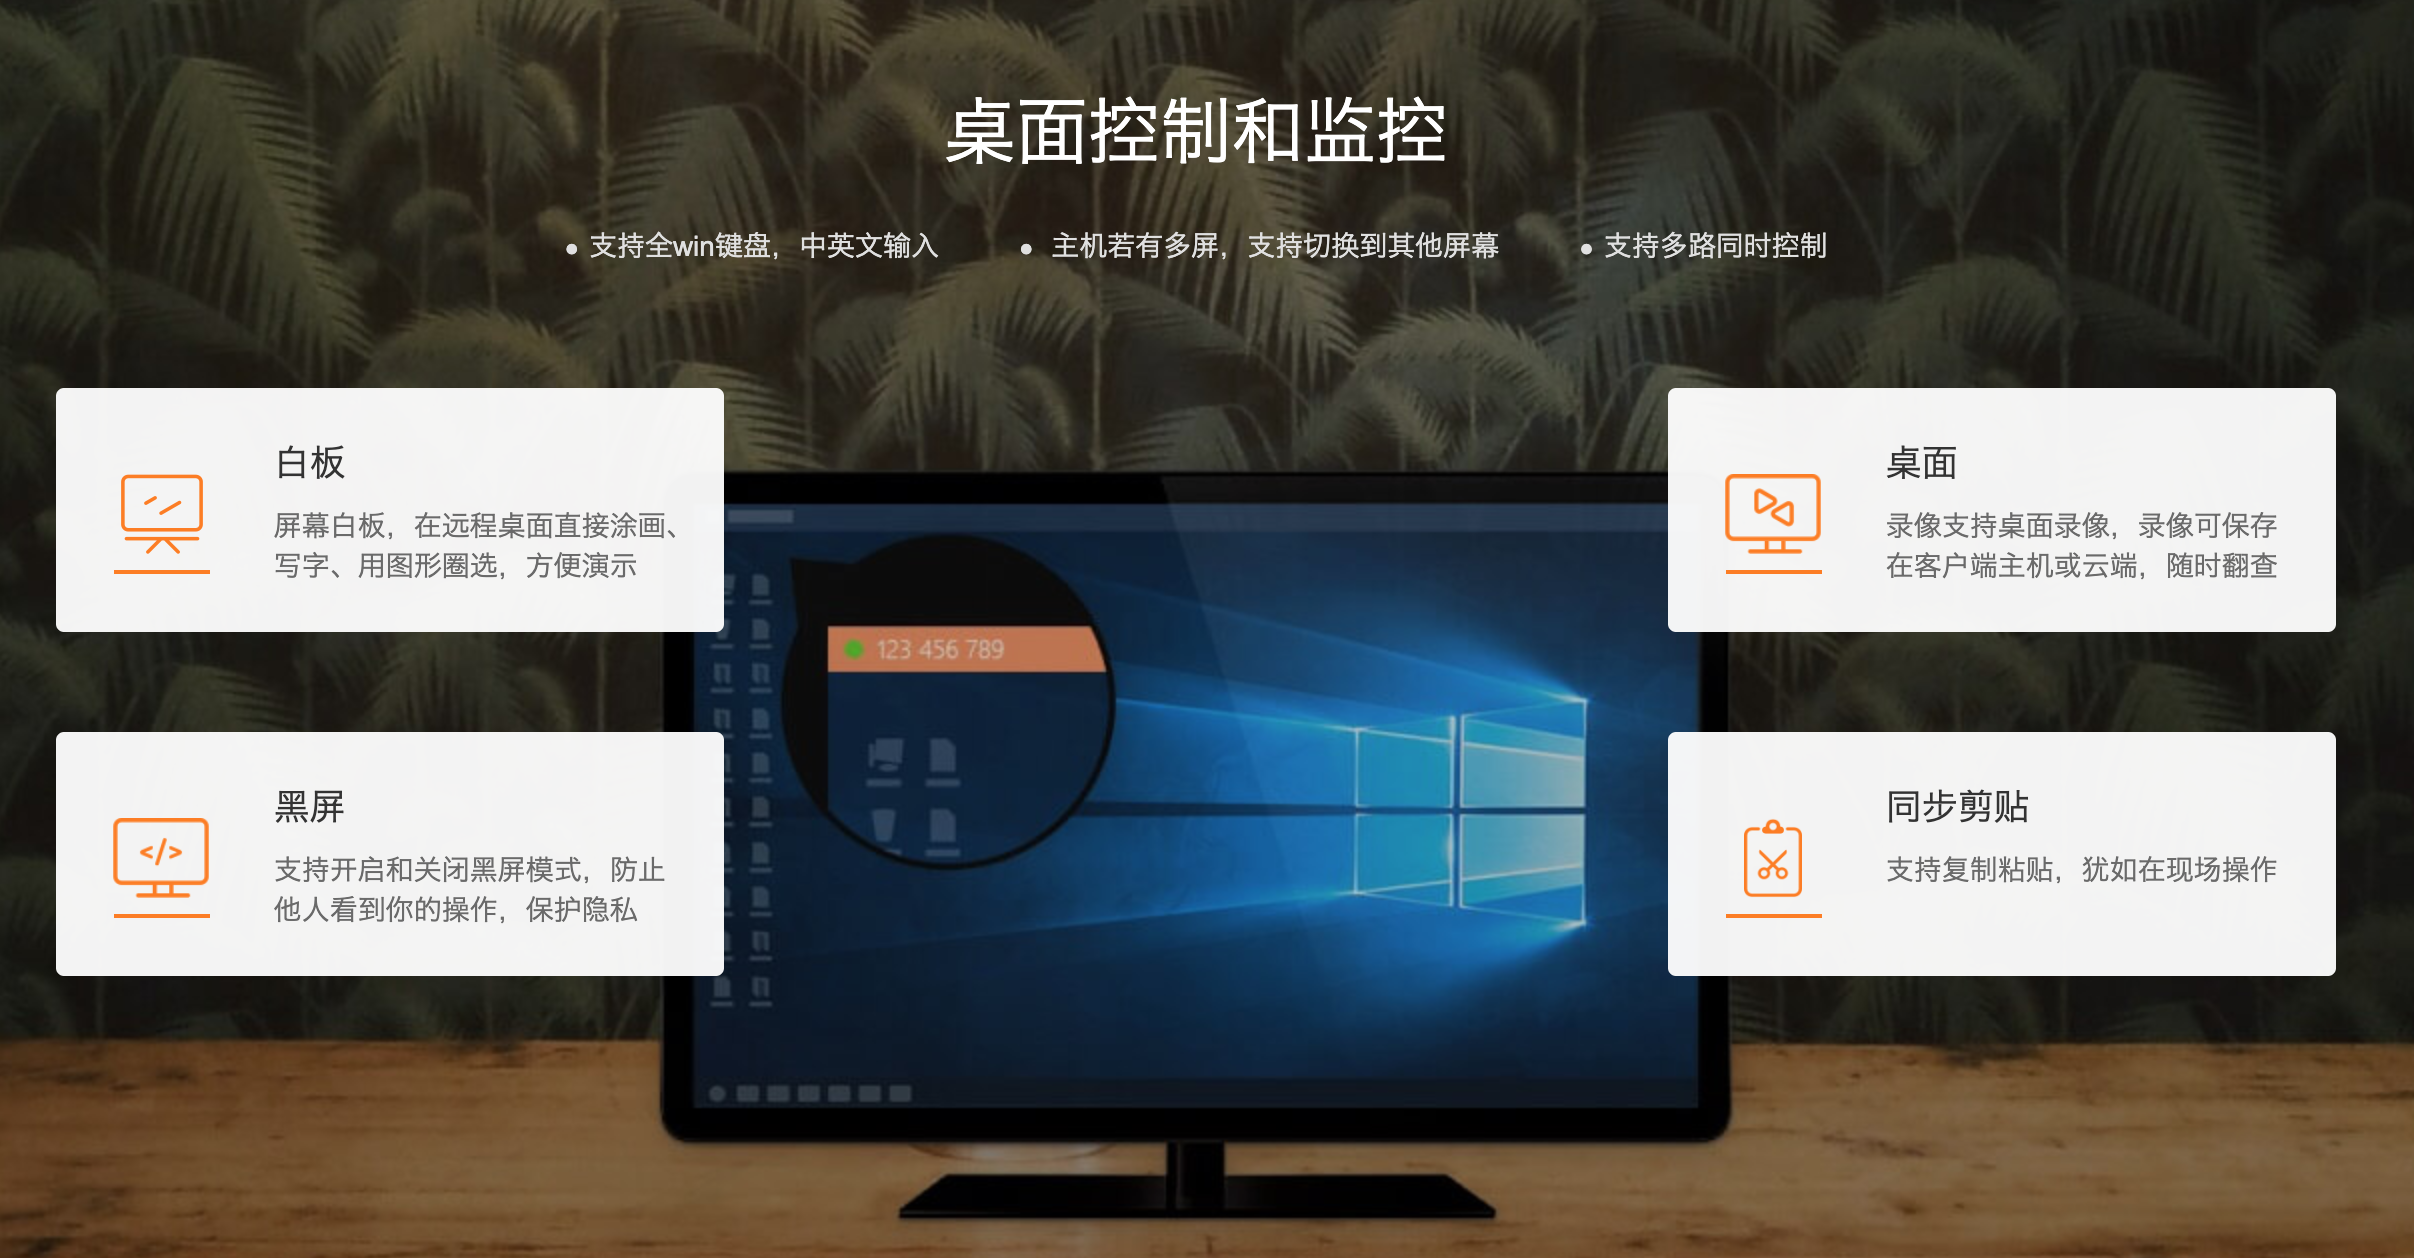 桌面控制和监控
● 支持全win键盘，中英文输入
● 主机若有多屏，支持切换到其他屏幕
● 支持多路同时控制
白板
屏幕白板，在远程桌面直接涂画、
写字、用图形圈选，方便演示
桌面
录像支持桌面录像，录像可保存
在客户端主机或云端，随时翻查
123 456 789
黑屏
</>
支持开启和关闭黑屏模式，防止
他人看到你的操作，保护隐私
同步剪贴
支持复制粘贴，犹如在现场操作